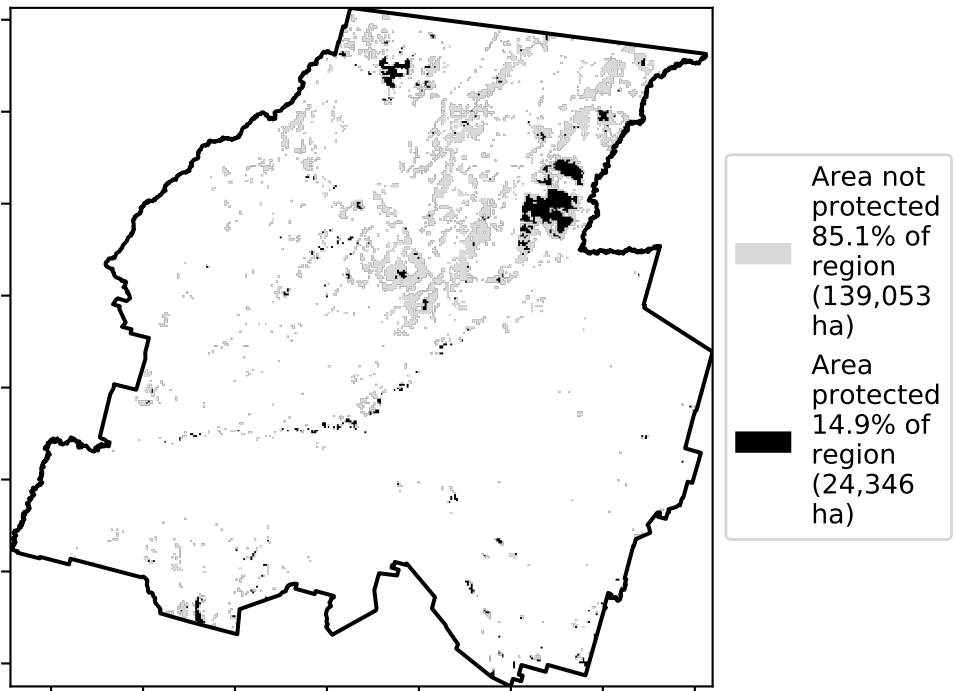 Area not
protected
85.1% of
region
(139,053
ha)
Area
protected
14.9% of
region
(24,346
ha)